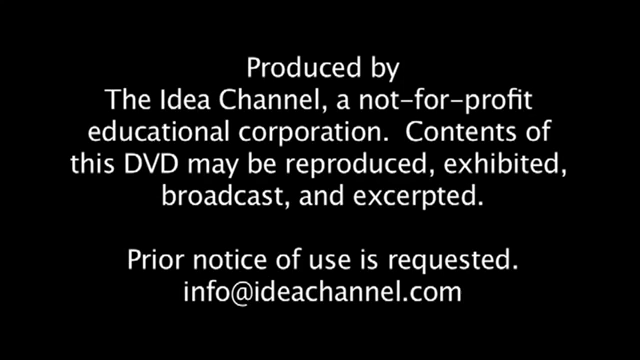 Produced by
The Idea Channel, a not-for-profit
educational corporation.  Contents of
this DVD may be reproduced, exhibited,
broadcast, and excerpted.
Prior notice of use is requested.
info@ideachannel.com